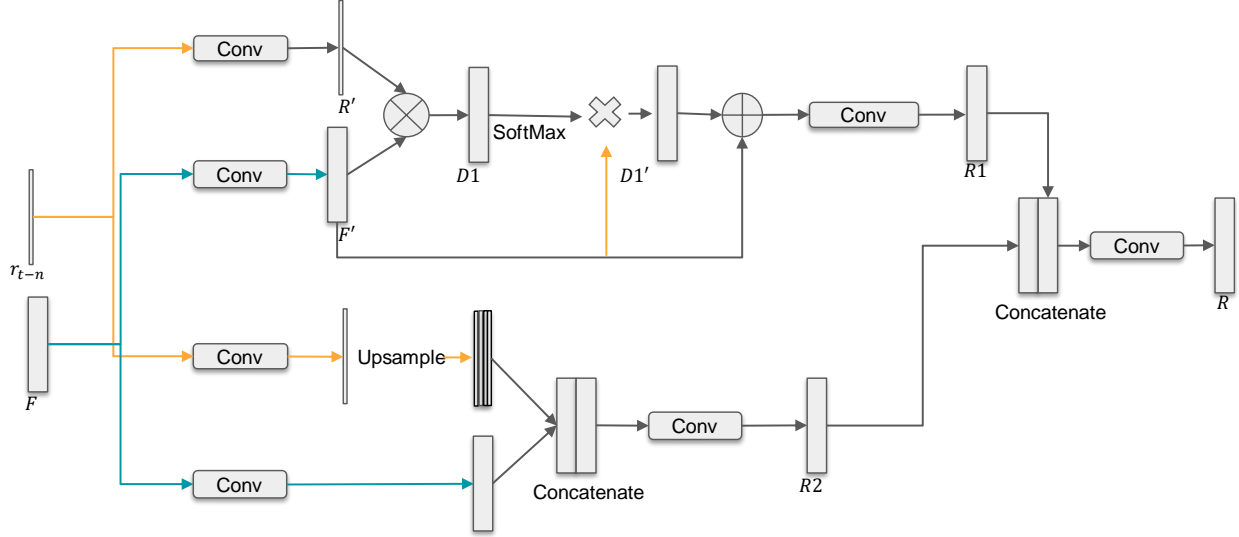 Conv
R′
D1
SoftMax
D1′
Conv
R1
Conv
F′
r_{t−n}
F
Conv
Upsample
Conv
Concatenate
Conv
R2
Concatenate
Conv
R